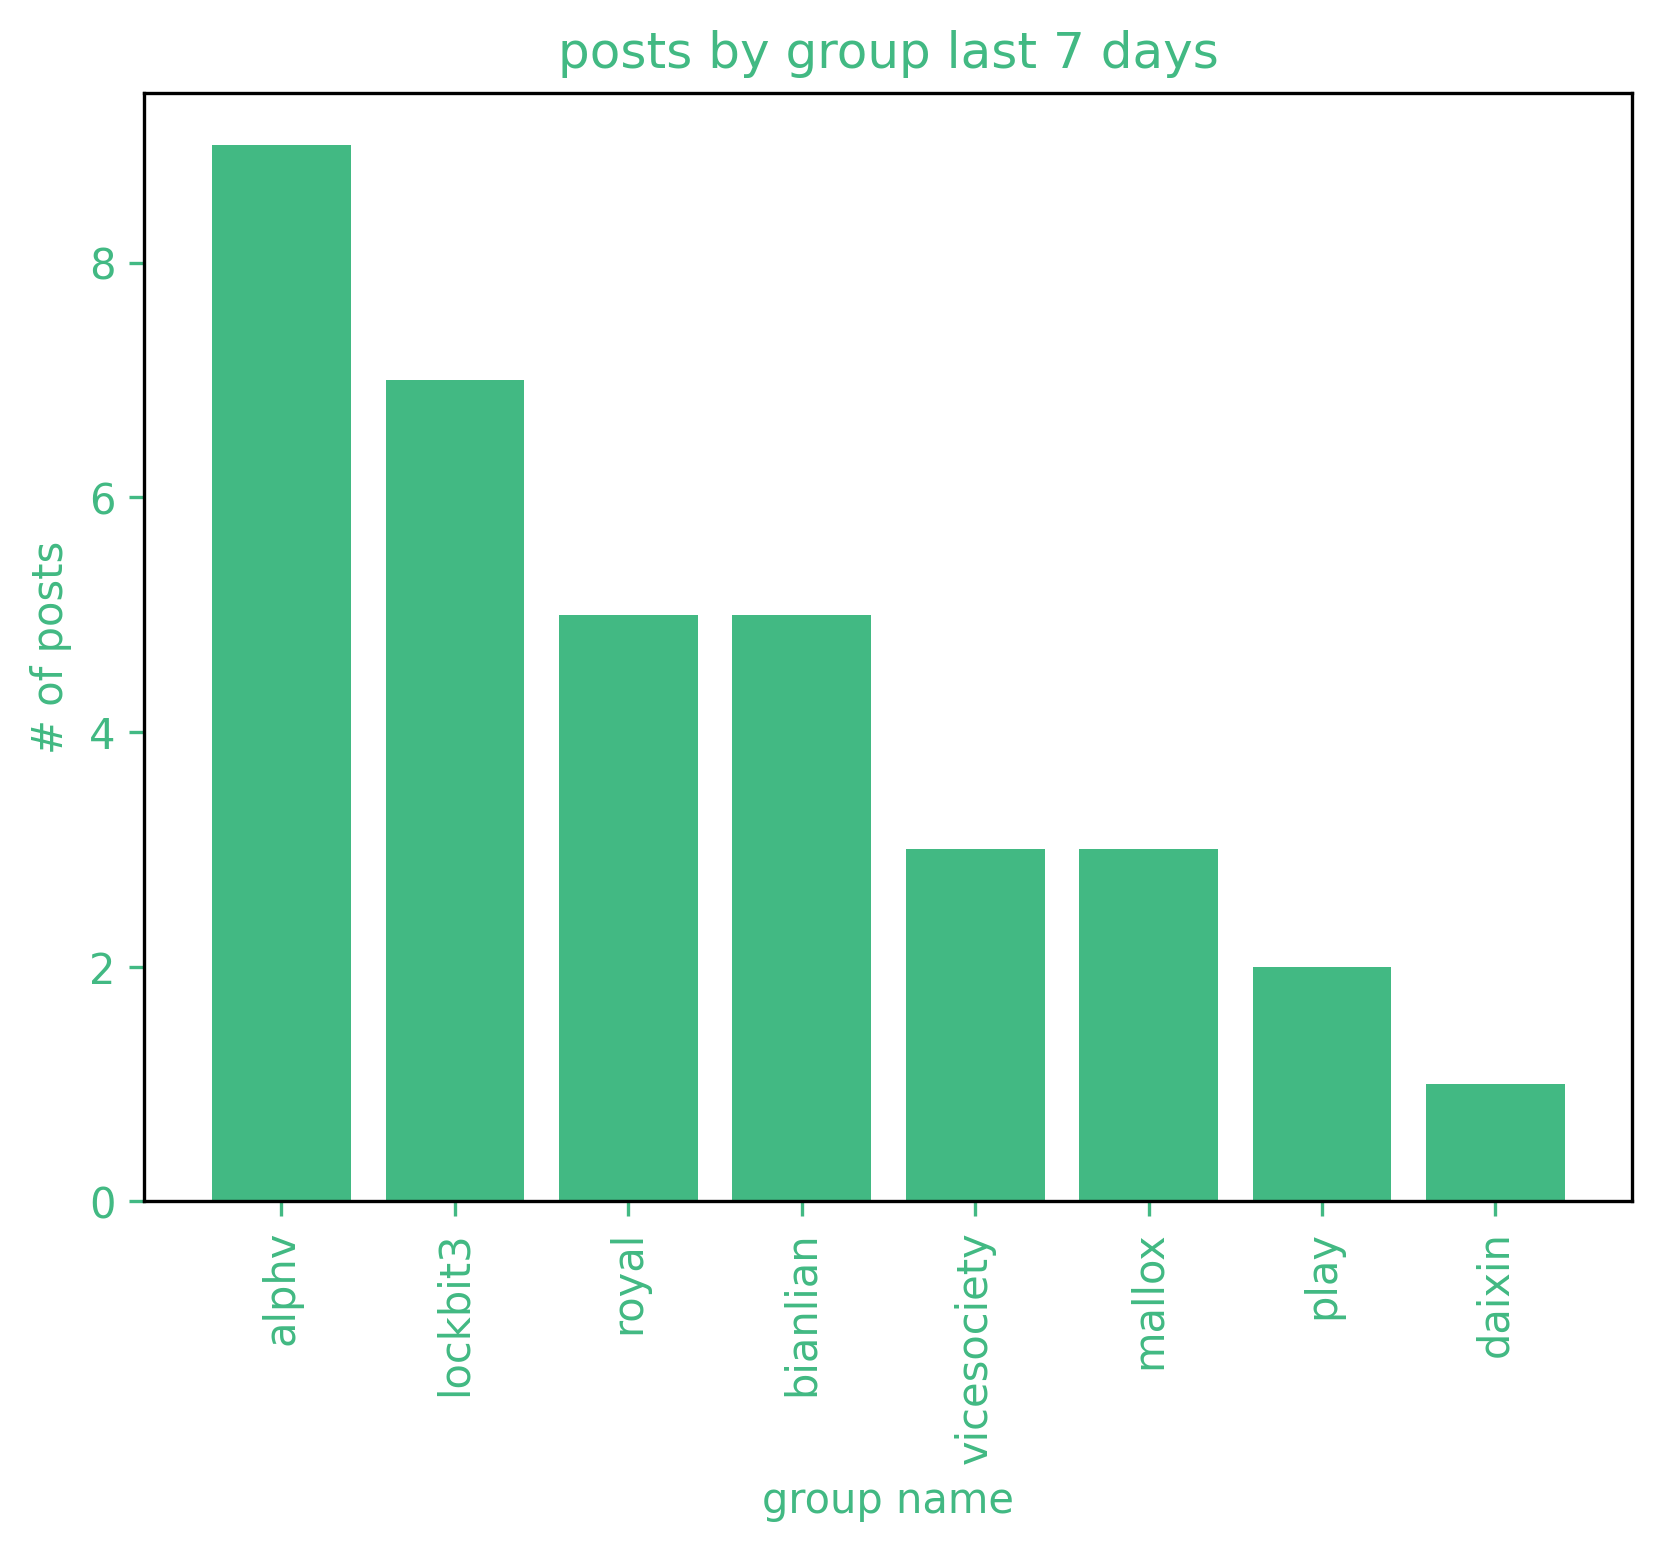 posts by group last 7 days
# of posts
8
6
4
2
0
alphv
lockbit3
royal
bianlian
vicesociety
mallox
play
daixin
group name